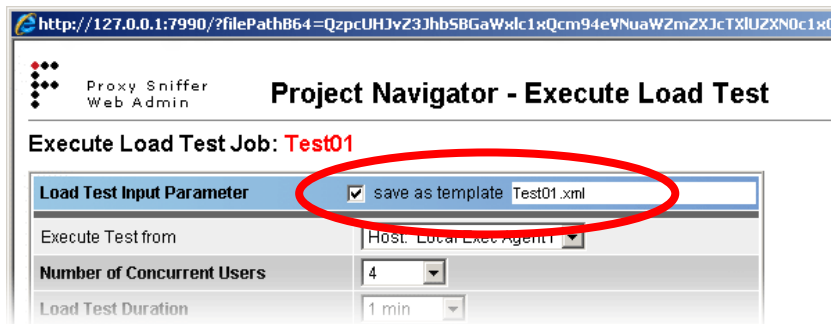 http://127.0.0.1:7990/?filePathB64=QzpcUHJvZ3JhbSBGaWxlc1xQcm94eVNuaWZmZXJcTXlUZXN0c1x
Proxy Sniffer
Web Admin
Project Navigator - Execute Load Test
Execute Load Test Job: Test01
Load Test Input Parameter save as template Test01.xml
Execute Test from Host: Local Exec Agent1
Number of Concurrent Users 4
Load Test Duration 1 min